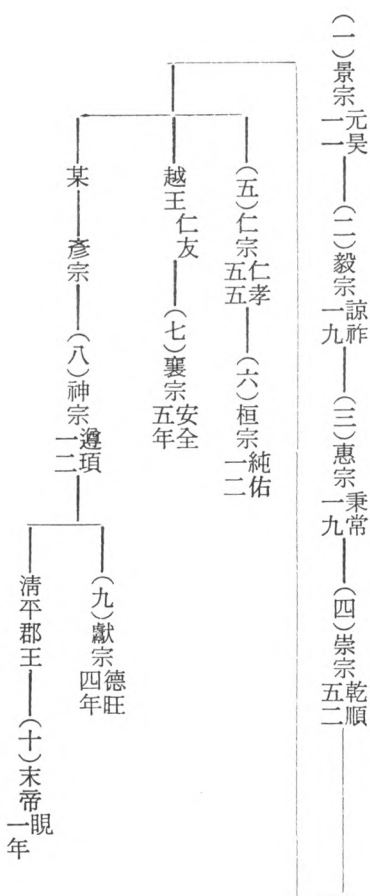 （一）景宗元昊一一
（二）毅宗諒祚一九
（三）惠宗秉常一九
（四）崇宗乾順五二
（五）仁宗仁孝五五
（六）桓宗純佑一二
越王仁友
（七）襄宗安全五年
某
彥宗
（八）神宗遵頊一二
（九）獻宗德旺四年
清平郡王
（十）末帝睍一年